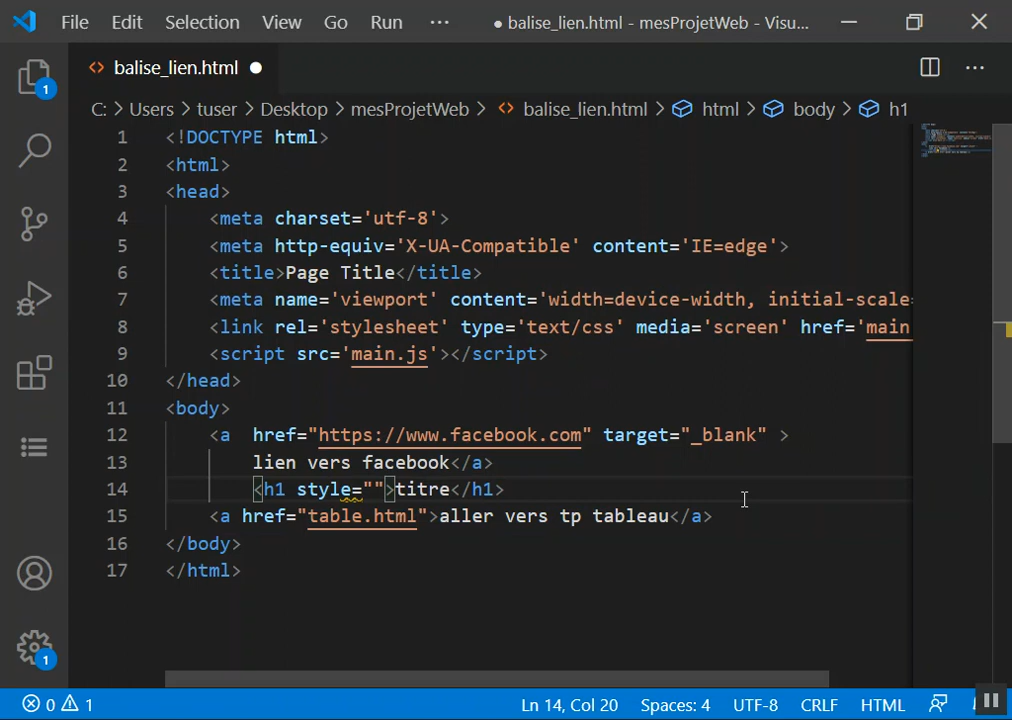 File Edit Selection View Go Run ··· ● balise_lien.html - mesProjetWeb - Visu...
1
<> balise_lien.html ●
C: > Users > tuser > Desktop > mesProjetWeb > <> balise_lien.html > html > body > h1
1 <!DOCTYPE html>
2 <html>
3 <head>
4 <meta charset='utf-8'>
5 <meta http-equiv='X-UA-Compatible' content='IE=edge'>
6 <title>Page Title</title>
7 <meta name='viewport' content='width=device-width, initial-scale=
8 <link rel='stylesheet' type='text/css' media='screen' href='main
9 <script src='main.js'></script>
10 </head>
11 <body>
12 <a  href="https://www.facebook.com" target="_blank" >
13 lien vers facebook</a>
14 <h1 style="">titre</h1>
15 <a href="table.html">aller vers tp tableau</a>
16 </body>
17 </html>
1
0 1 Ln 14, Col 20 Spaces: 4 UTF-8 CRLF HTML